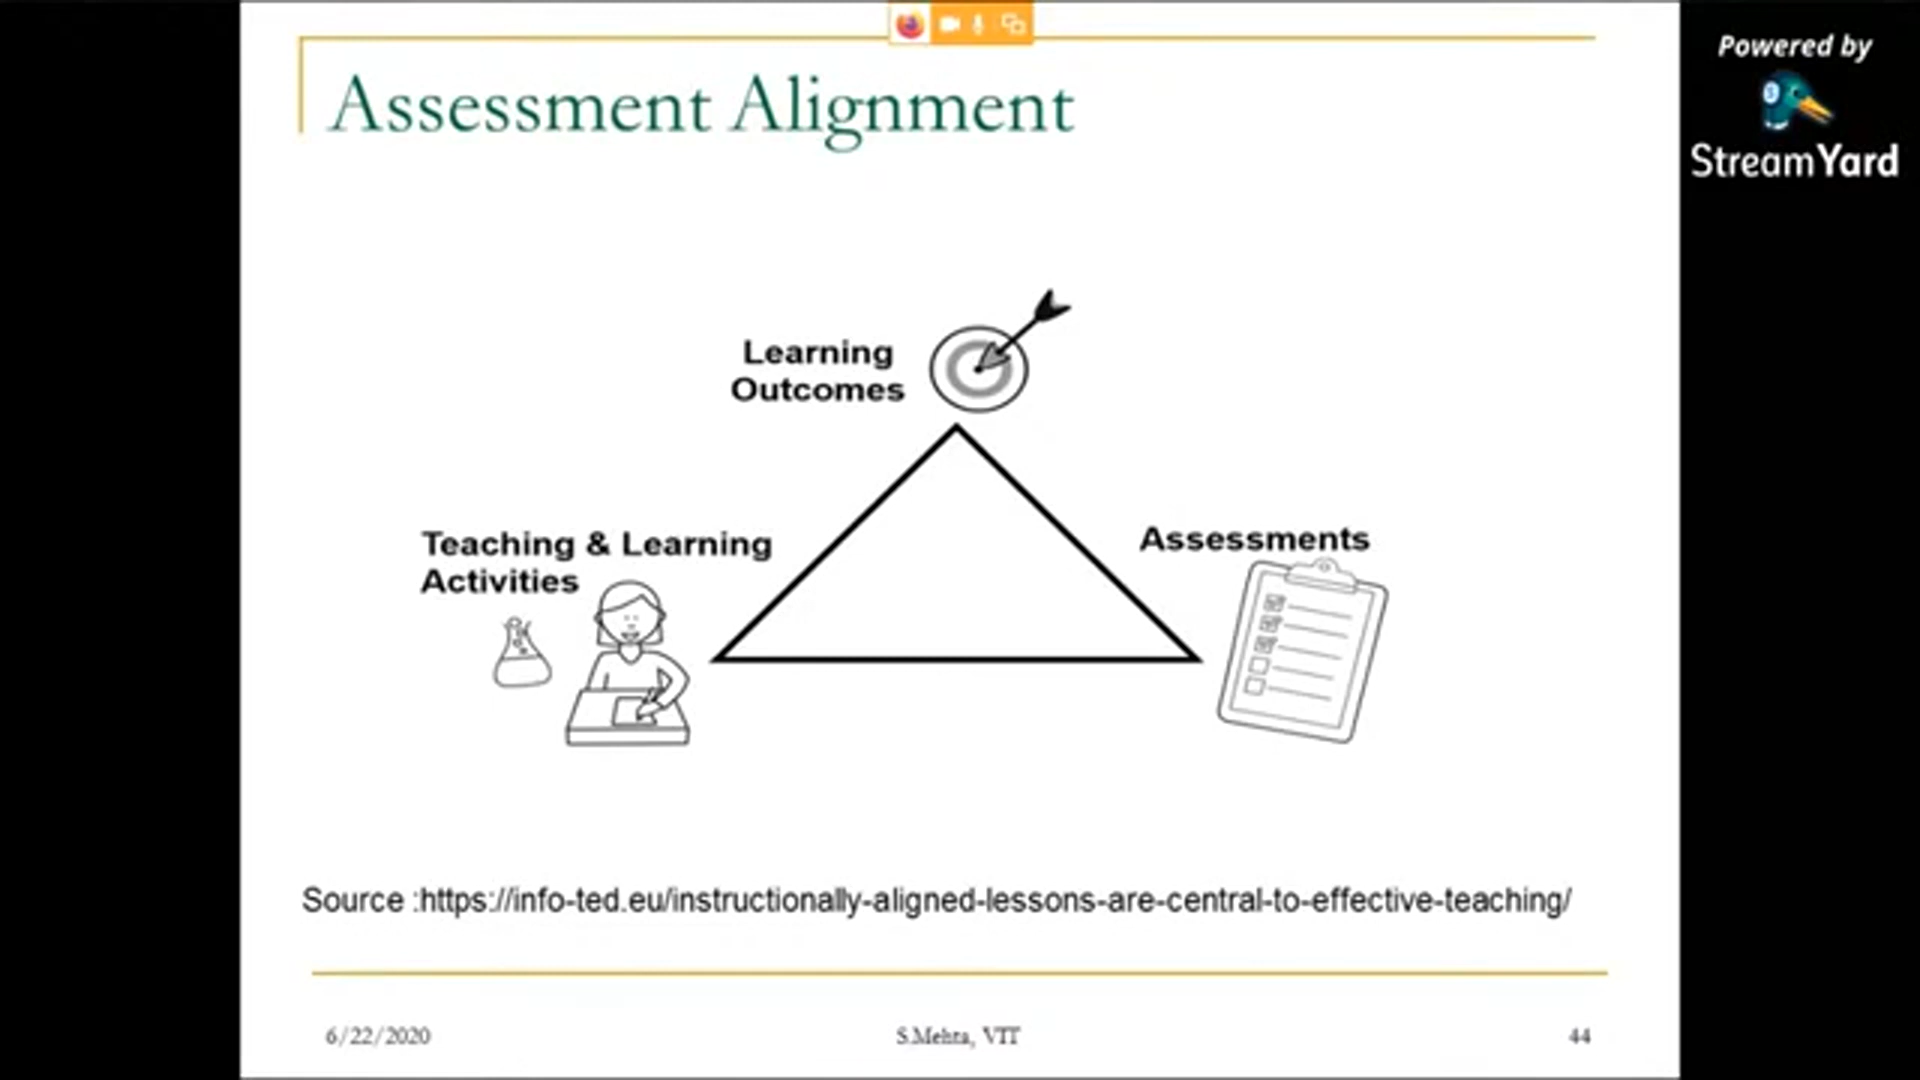 Assessment Alignment
Powered by
StreamYard
Learning
Outcomes
Teaching & Learning
Activities
Assessments
Source :https://info-ted.eu/instructionally-aligned-lessons-are-central-to-effective-teaching/
6/22/2020
S.Mehta, VIT
44